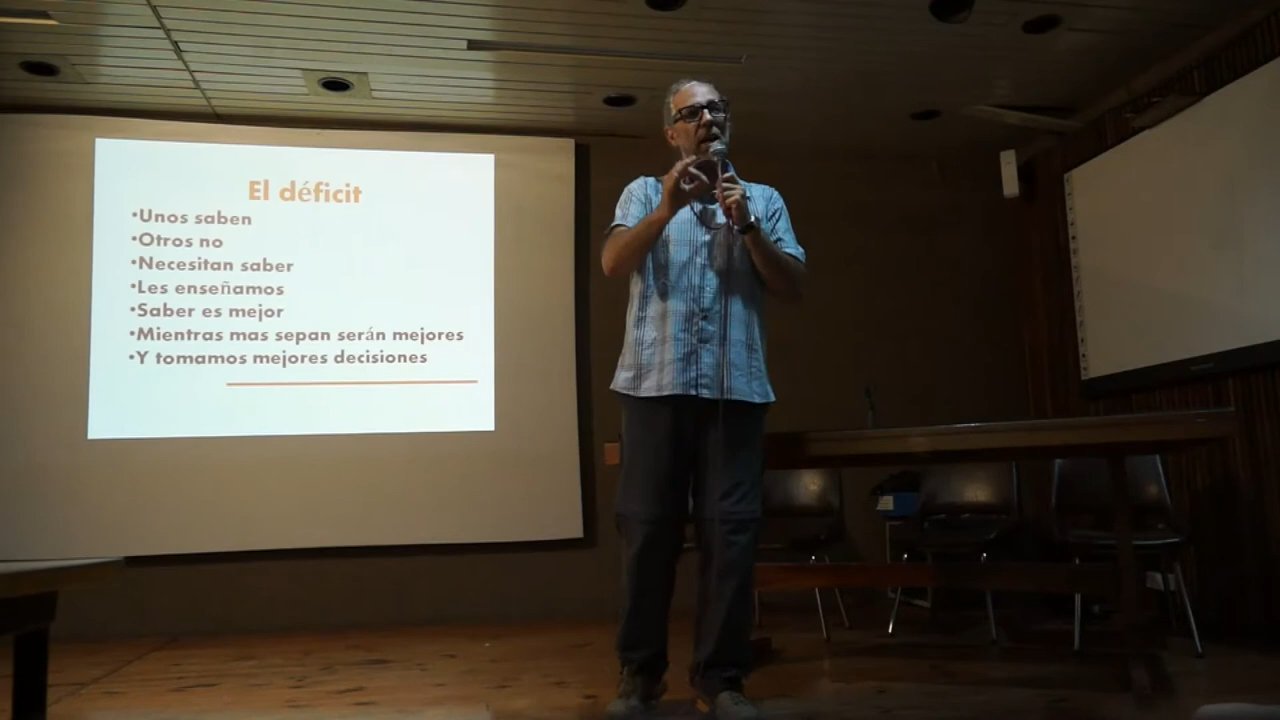 El déficit
•Unos saben
•Otros no
•Necesitan saber
•Les enseñamos
•Saber es mejor
•Mientras mas sepan serán mejores
•Y tomamos mejores decisiones